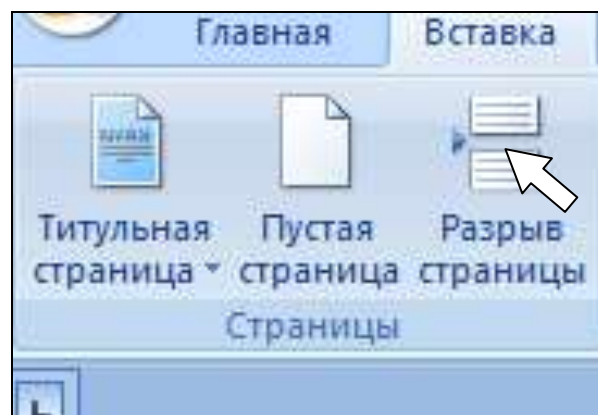 Главная Вставка
Титульная Пустая Разрыв
страница страница страницы
Страницы